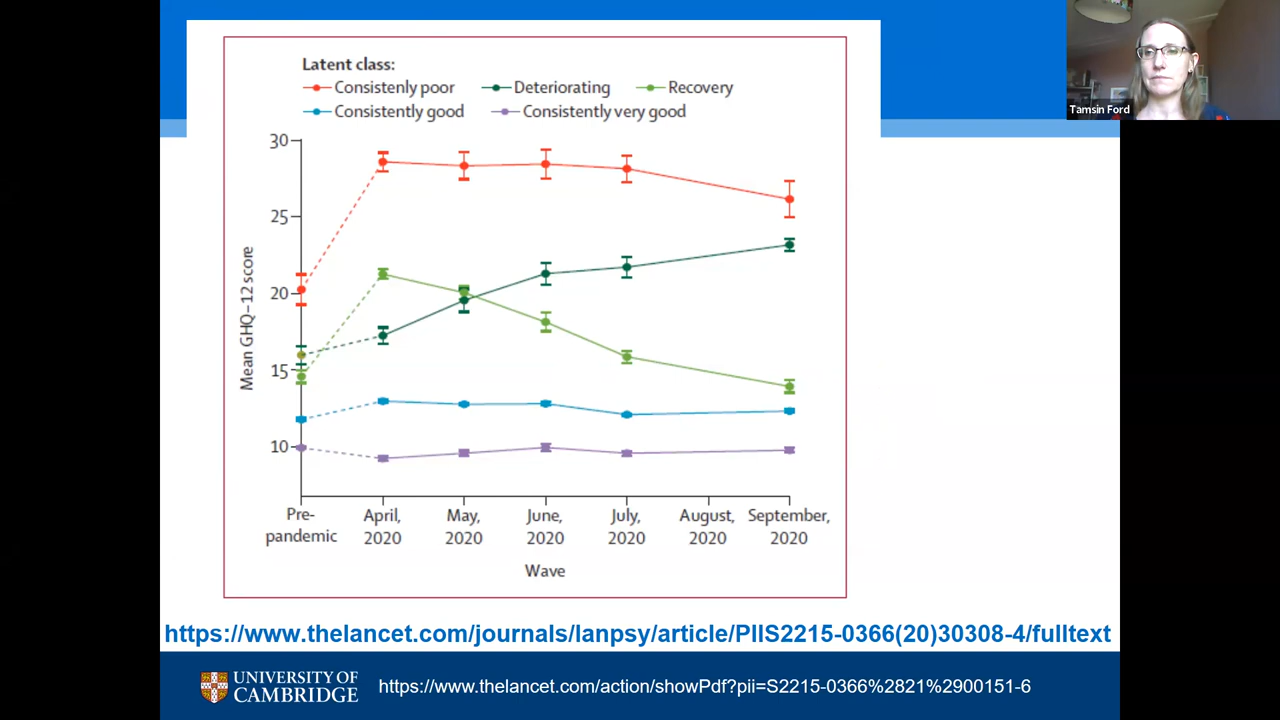 Latent class:
Consistenly poor
Deteriorating
Recovery
Consistently good
Consistently very good
Tamsin Ford
30
25
20
15
10
Mean GHQ–12 score
Pre-
pandemic
April,
2020
May,
2020
June,
2020
July,
2020
August,
2020
September,
2020
Wave
https://www.thelancet.com/journals/lanpsy/article/PIIS2215-0366(20)30308-4/fulltext
UNIVERSITY OF
CAMBRIDGE
https://www.thelancet.com/action/showPdf?pii=S2215-0366%2821%2900151-6